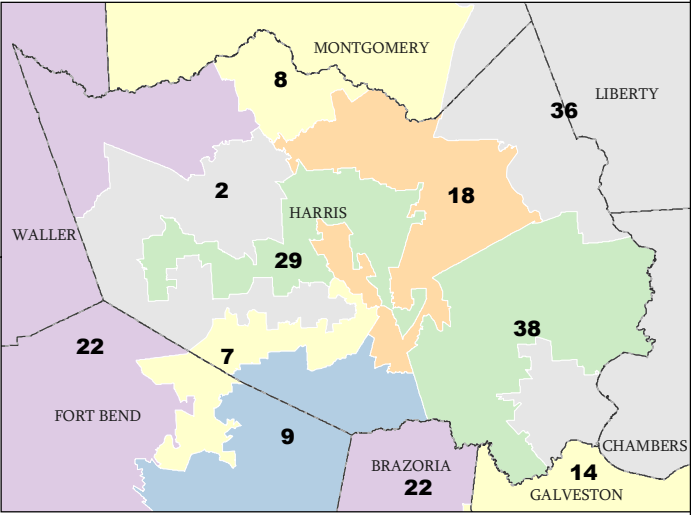 MONTGOMERY
8
LIBERTY
36
2
18
HARRIS
WALLER
29
38
22
7
FORT BEND
9
CHAMBERS
BRAZORIA
14
22
GALVESTON